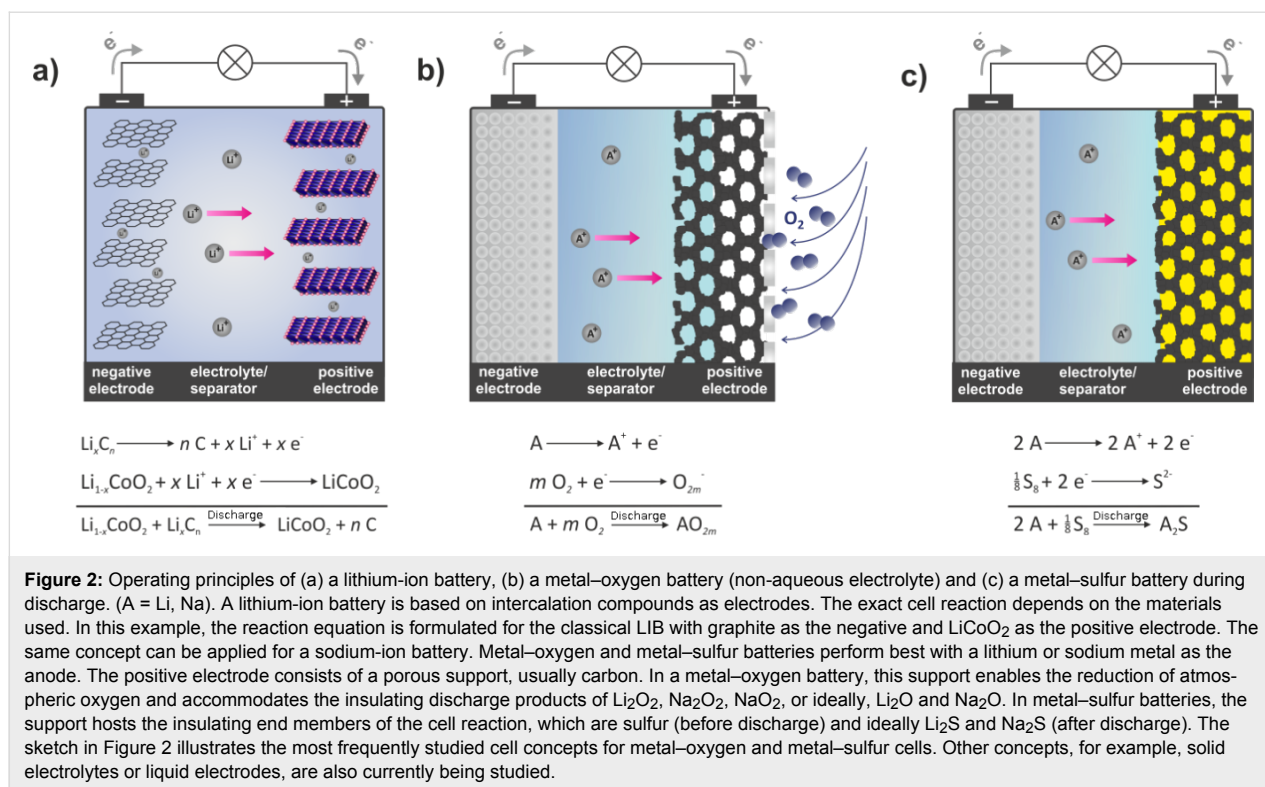 a)
e-
e-
−
+
Li+
Li+
Li+
Li+
negative electrode
electrolyte/ separator
positive electrode
LiₓCₙ ⟶ n C + x Li⁺ + x e⁻
Li₁₋ₓCoO₂ + x Li⁺ + x e⁻ ⟶ LiCoO₂
Li₁₋ₓCoO₂ + LiₓCₙ Discharge⟶ LiCoO₂ + n C
b)
e-
e-
−
+
A+
A+
A+
A+
O₂
negative electrode
electrolyte/ separator
positive electrode
A ⟶ A⁺ + e⁻
m O₂ + e⁻ ⟶ O₂ₘ⁻
A + m O₂ Discharge⟶ AO₂ₘ
c)
e-
e-
−
+
A+
A+
A+
A+
negative electrode
electrolyte/ separator
positive electrode
2 A ⟶ 2 A⁺ + 2 e⁻
⅛S₈ + 2 e⁻ ⟶ S²⁻
2 A + ⅛S₈ Discharge⟶ A₂S
Figure 2: Operating principles of (a) a lithium-ion battery, (b) a metal–oxygen battery (non-aqueous electrolyte) and (c) a metal–sulfur battery during
discharge. (A = Li, Na). A lithium-ion battery is based on intercalation compounds as electrodes. The exact cell reaction depends on the materials
used. In this example, the reaction equation is formulated for the classical LIB with graphite as the negative and LiCoO₂ as the positive electrode. The
same concept can be applied for a sodium-ion battery. Metal–oxygen and metal–sulfur batteries perform best with a lithium or sodium metal as the
anode. The positive electrode consists of a porous support, usually carbon. In a metal–oxygen battery, this support enables the reduction of atmos-
pheric oxygen and accommodates the insulating discharge products of Li₂O₂, Na₂O₂, NaO₂, or ideally, Li₂O and Na₂O. In metal–sulfur batteries, the
support hosts the insulating end members of the cell reaction, which are sulfur (before discharge) and ideally Li₂S and Na₂S (after discharge). The
sketch in Figure 2 illustrates the most frequently studied cell concepts for metal–oxygen and metal–sulfur cells. Other concepts, for example, solid
electrolytes or liquid electrodes, are also currently being studied.